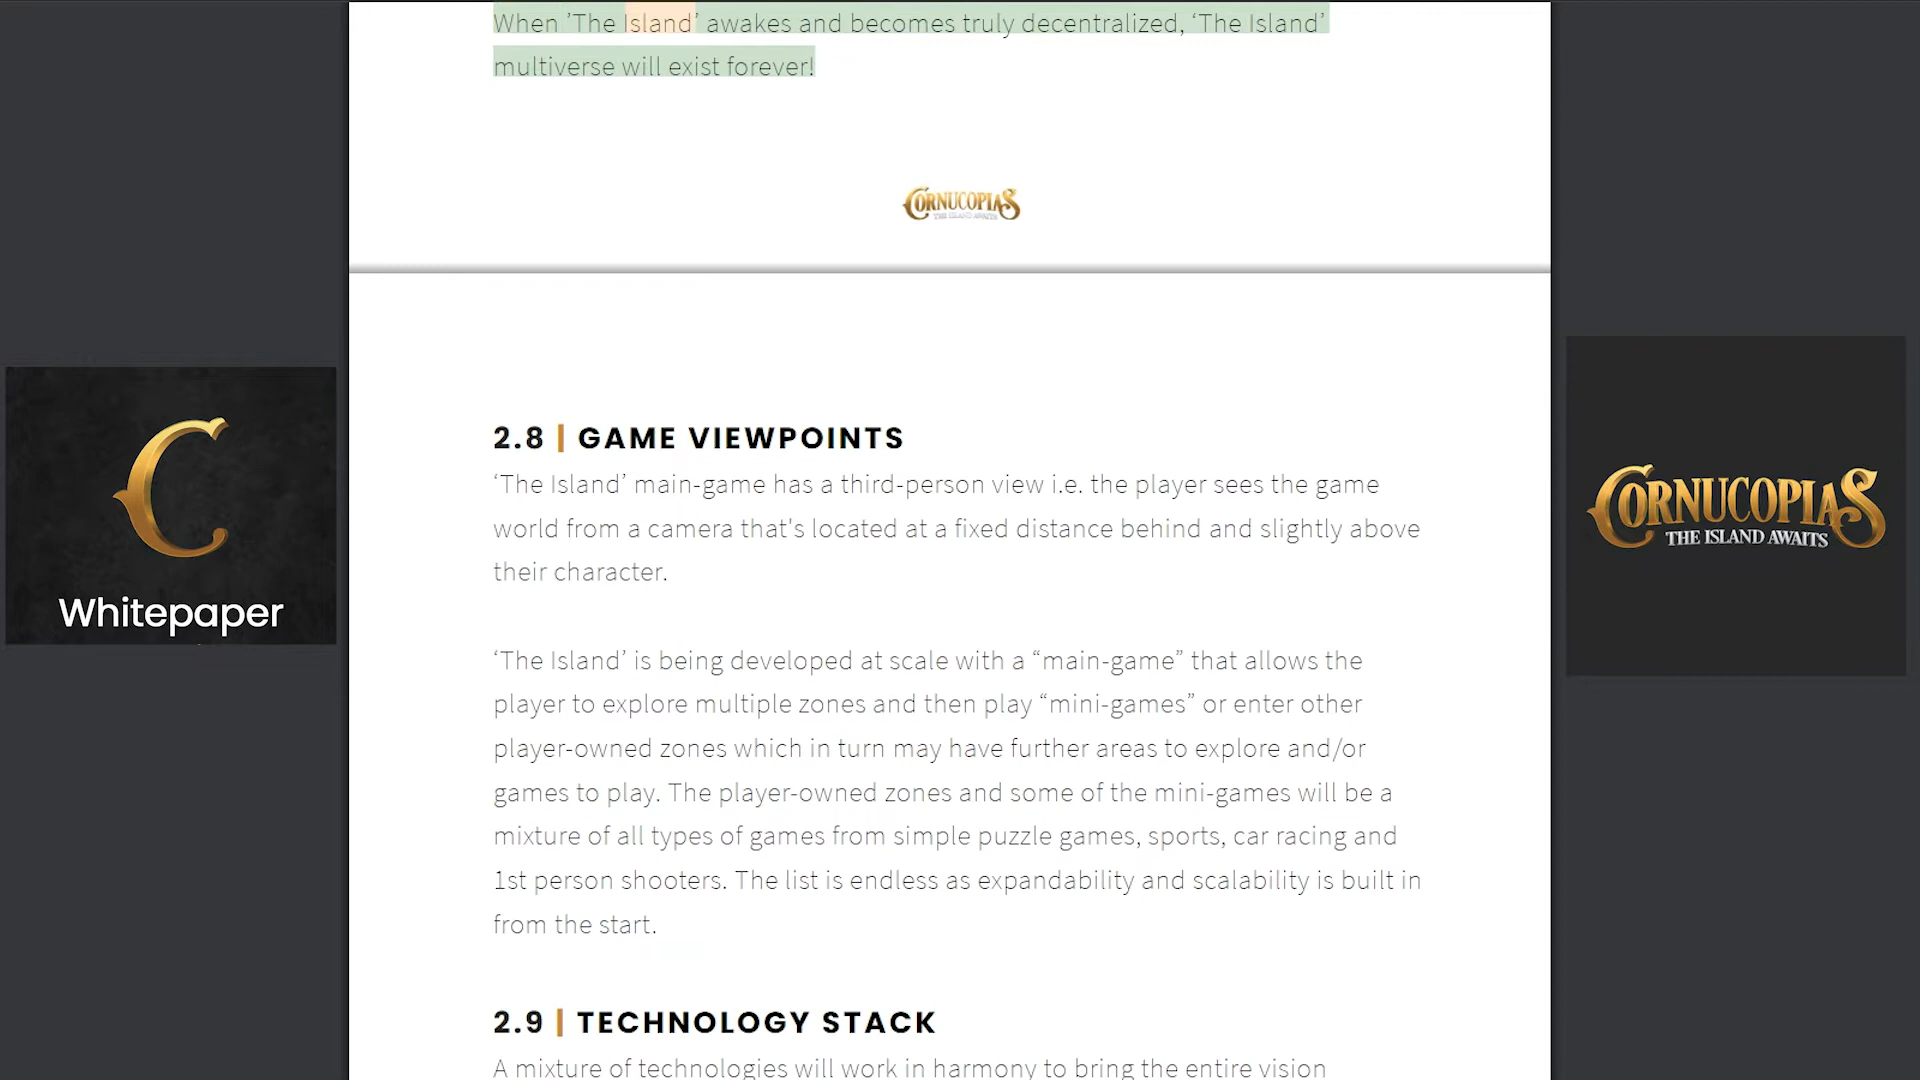 When ’The Island’ awakes and becomes truly decentralized, ‘The Island’
multiverse will exist forever!
CORNUCOPIAS
THE ISLAND AWAITS
2.8 | GAME VIEWPOINTS
‘The Island’ main-game has a third-person view i.e. the player sees the game
world from a camera that's located at a fixed distance behind and slightly above
their character.
‘The Island’ is being developed at scale with a “main-game” that allows the
player to explore multiple zones and then play “mini-games” or enter other
player-owned zones which in turn may have further areas to explore and/or
games to play. The player-owned zones and some of the mini-games will be a
mixture of all types of games from simple puzzle games, sports, car racing and
1st person shooters. The list is endless as expandability and scalability is built in
from the start.
2.9 | TECHNOLOGY STACK
A mixture of technologies will work in harmony to bring the entire vision
C
Whitepaper
CORNUCOPIAS
THE ISLAND AWAITS